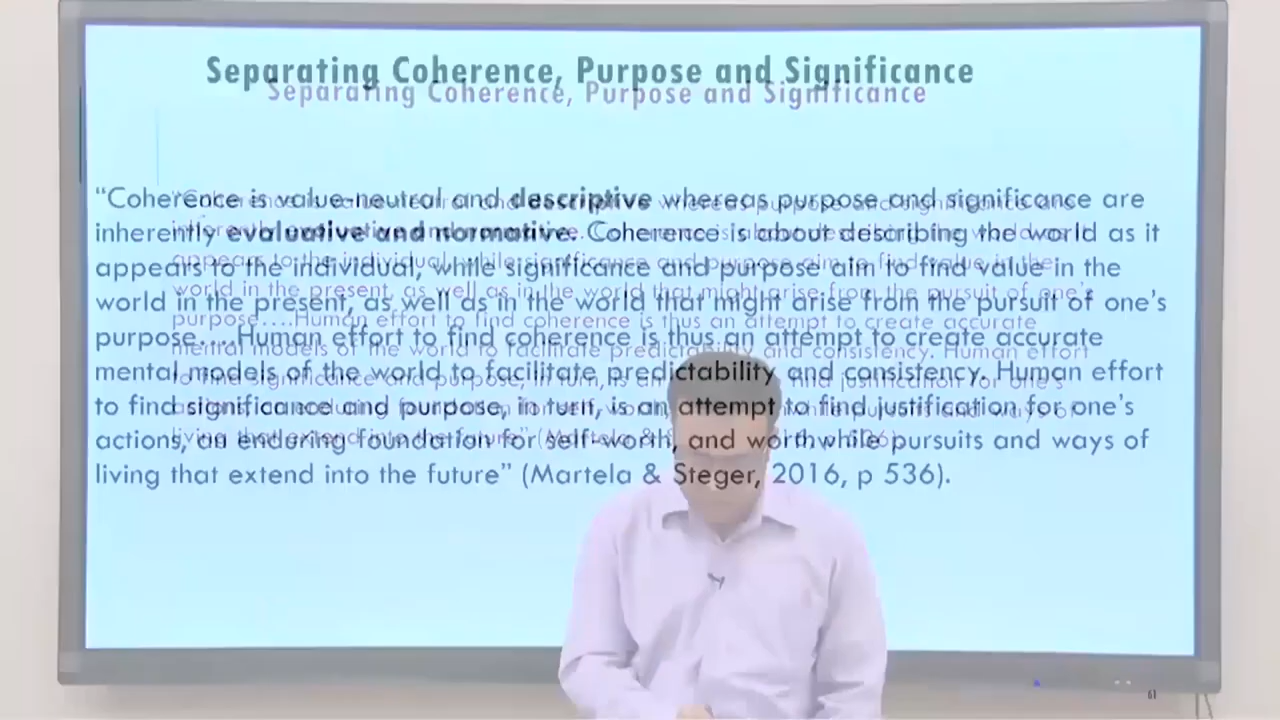 Separating Coherence, Purpose and Significance
Separating Coherence, Purpose and Significance
“Coherence is value-neutral and descriptive whereas purpose and significance are
inherently evaluative and normative. Coherence is about describing the world as it
appears to the individual, while significance and purpose aim to find value in the
world in the present, as well as in the world that might arise from the pursuit of one’s
purpose....Human effort to find coherence is thus an attempt to create accurate
mental models of the world to facilitate predictability and consistency. Human effort
to find significance and purpose, in turn, is an attempt to find justification for one’s
actions, an enduring foundation for self-worth, and worthwhile pursuits and ways of
living that extend into the future” (Martela & Steger, 2016, p 536).
61